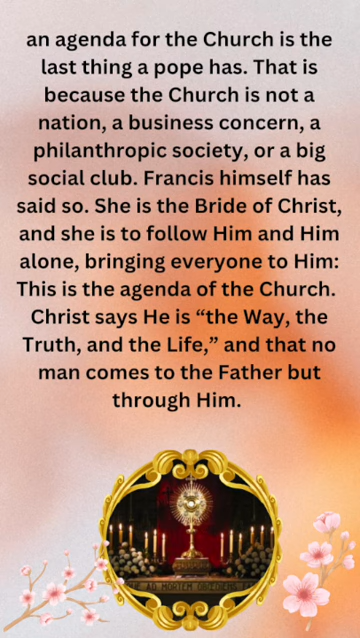 an agenda for the Church is the
last thing a pope has. That is
because the Church is not a
nation, a business concern, a
philanthropic society, or a big
social club. Francis himself has
said so. She is the Bride of Christ,
and she is to follow Him and Him
alone, bringing everyone to Him:
This is the agenda of the Church.
Christ says He is “the Way, the
Truth, and the Life,” and that no
man comes to the Father but
through Him.
AD MORTEM